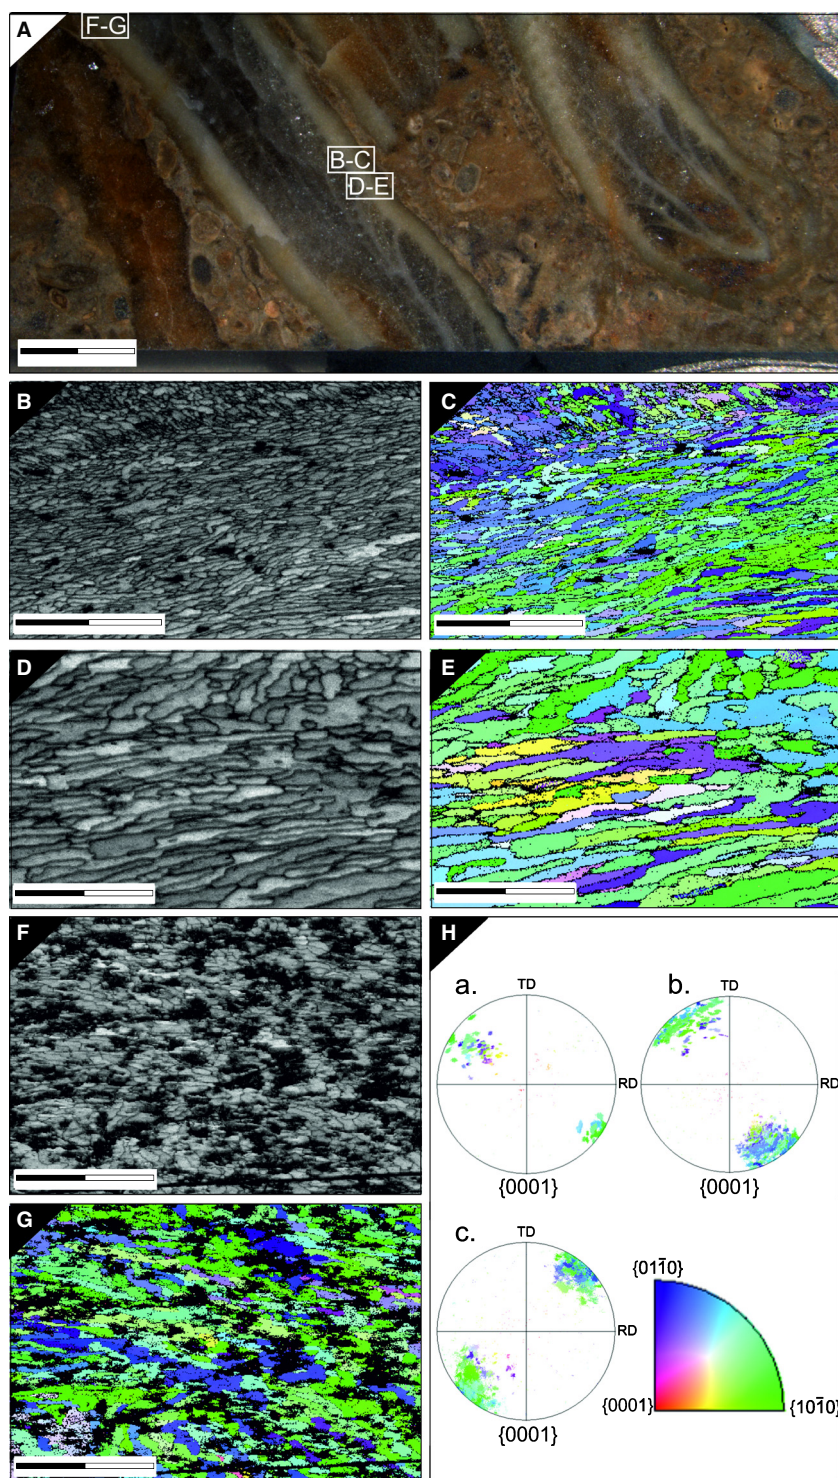 A
F-G
B-C
D-E
B
C
D
E
F
H
a.
b.
TD
TD
RD
RD
{0001}
{0001}
G
c.
TD
{011̄0}
RD
{0001}
{101̄0}
{0001}